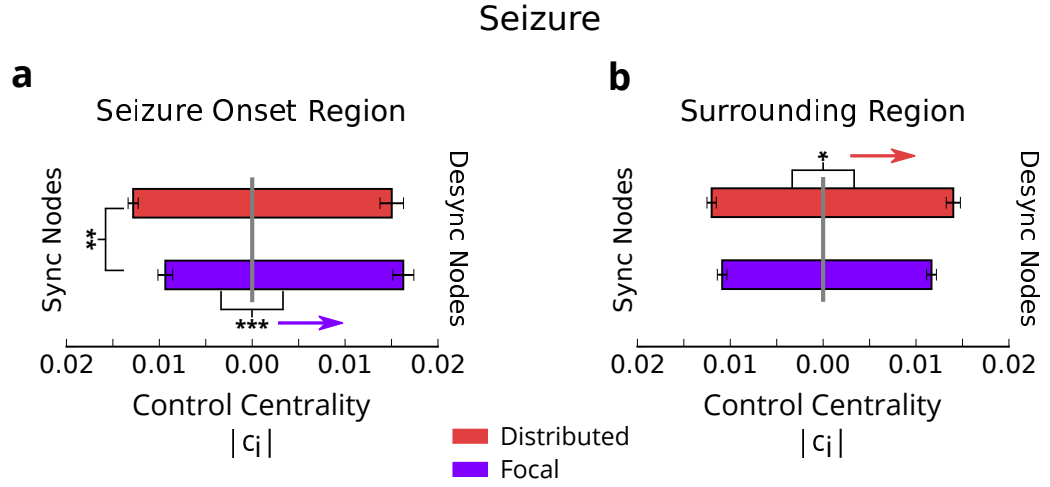 Seizure
a
Seizure Onset Region
Sync Nodes
Desync Nodes
**
***
0.02 0.01 0.00 0.01 0.02
Control Centrality
|ci|
b
Surrounding Region
*
Sync Nodes
Desync Nodes
0.02 0.01 0.00 0.01 0.02
Control Centrality
|ci|
Distributed
Focal